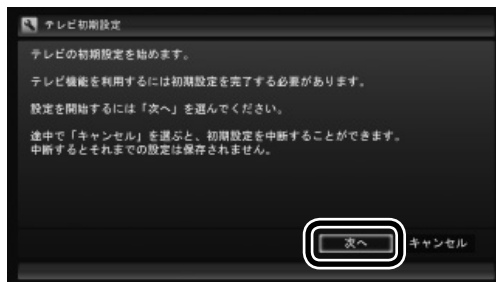 テレビ初期設定
テレビの初期設定を始めます。
テレビ機能を利用するには初期設定を完了する必要があります。
設定を開始するには「次へ」を選んでください。
途中で「キャンセル」を選ぶと、初期設定を中断することができます。
中断するとそれまでの設定は保存されません。
次へ キャンセル